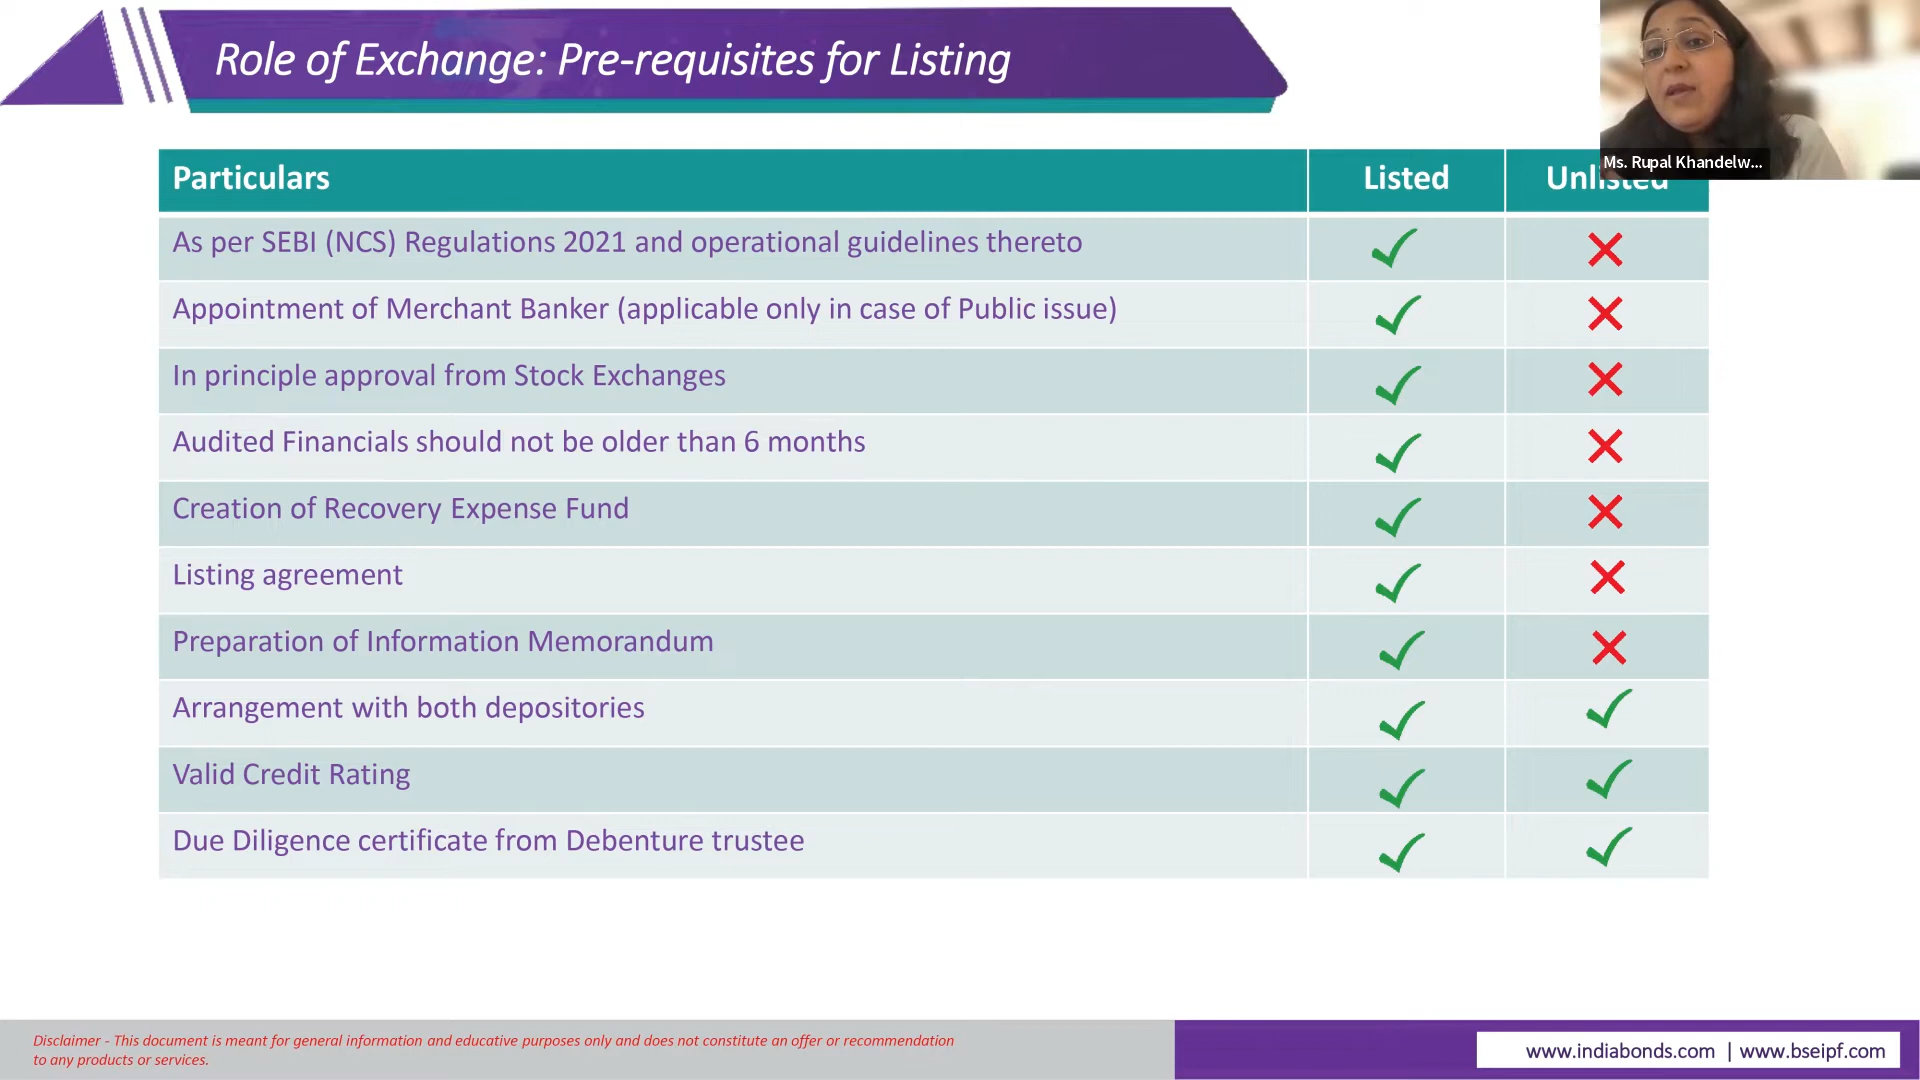 Role of Exchange: Pre-requisites for Listing
Ms. Rupal Khandelw...
Particulars Listed Unlisted
As per SEBI (NCS) Regulations 2021 and operational guidelines thereto
Appointment of Merchant Banker (applicable only in case of Public issue)
In principle approval from Stock Exchanges
Audited Financials should not be older than 6 months
Creation of Recovery Expense Fund
Listing agreement
Preparation of Information Memorandum
Arrangement with both depositories
Valid Credit Rating
Due Diligence certificate from Debenture trustee
Disclaimer - This document is meant for general information and educative purposes only and does not constitute an offer or recommendation
to any products or services.
www.indiabonds.com | www.bseipf.com